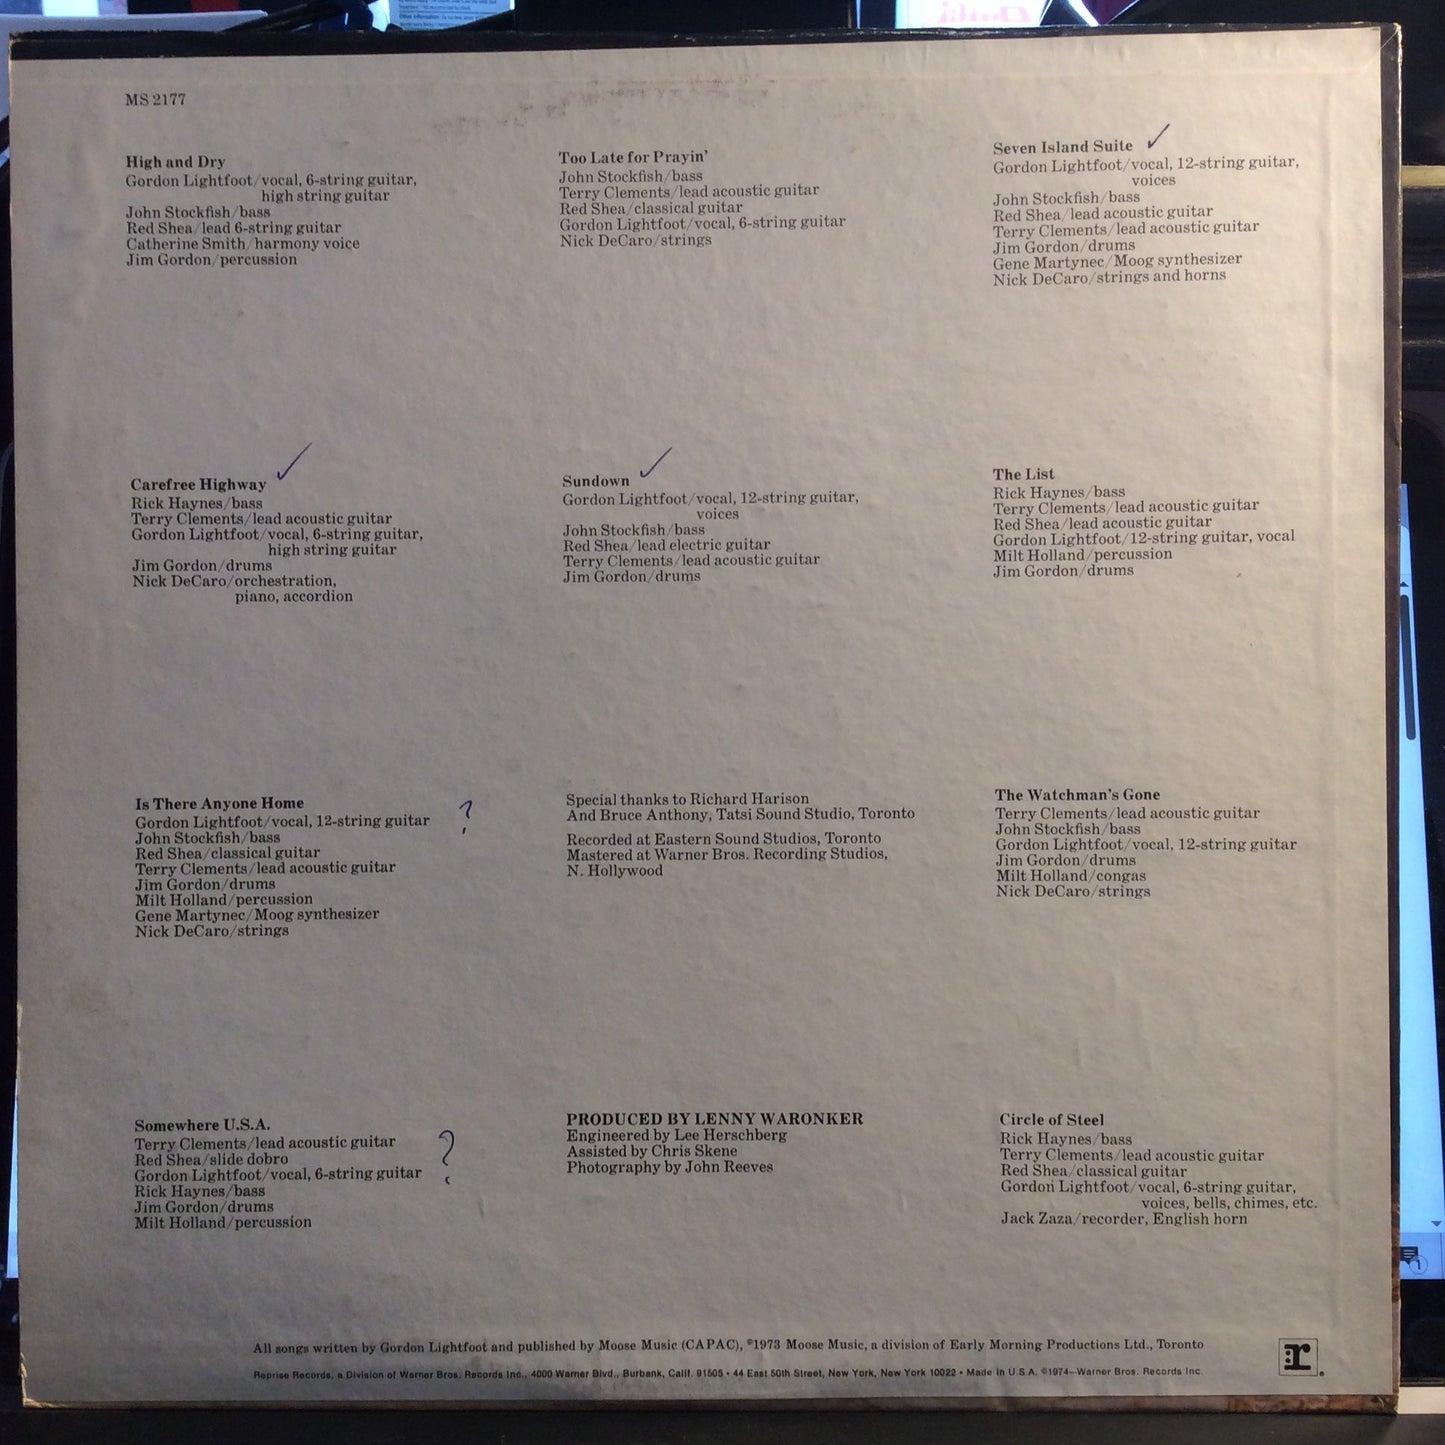 MS 2177
High and Dry
Gordon Lightfoot/vocal, 6-string guitar,
high string guitar
John Stockfish/bass
Red Shea/lead 6-string guitar
Catherine Smith/harmony voice
Jim Gordon/percussion
Too Late for Prayin'
John Stockfish/bass
Terry Clements/lead acoustic guitar
Red Shea/classical guitar
Gordon Lightfoot/vocal, 6-string guitar
Nick DeCaro/strings
Seven Island Suite ✓
Gordon Lightfoot/vocal, 12-string guitar,
voices
John Stockfish/bass
Red Shea/lead acoustic guitar
Terry Clements/lead acoustic guitar
Jim Gordon/drums
Gene Martynec/Moog synthesizer
Nick DeCaro/strings and horns
Carefree Highway ✓
Rick Haynes/bass
Terry Clements/lead acoustic guitar
Gordon Lightfoot/vocal, 6-string guitar,
high string guitar
Jim Gordon/drums
Nick DeCaro/orchestration,
piano, accordion
Sundown ✓
Gordon Lightfoot/vocal, 12-string guitar,
voices
John Stockfish/bass
Red Shea/lead electric guitar
Terry Clements/lead acoustic guitar
Jim Gordon/drums
The List
Rick Haynes/bass
Terry Clements/lead acoustic guitar
Red Shea/lead acoustic guitar
Gordon Lightfoot/12-string guitar, vocal
Milt Holland/percussion
Jim Gordon/drums
Is There Anyone Home ?
Gordon Lightfoot/vocal, 12-string guitar
John Stockfish/bass
Red Shea/classical guitar
Terry Clements/lead acoustic guitar
Jim Gordon/drums
Milt Holland/percussion
Gene Martynec/Moog synthesizer
Nick DeCaro/strings
Special thanks to Richard Harison
And Bruce Anthony, Tatsi Sound Studio, Toronto
Recorded at Eastern Sound Studios, Toronto
Mastered at Warner Bros. Recording Studios,
N. Hollywood
The Watchman's Gone
Terry Clements/lead acoustic guitar
John Stockfish/bass
Gordon Lightfoot/vocal, 12-string guitar
Jim Gordon/drums
Milt Holland/congas
Nick DeCaro/strings
Somewhere U.S.A.
Terry Clements/lead acoustic guitar ?
Red Shea/slide dobro
Gordon Lightfoot/vocal, 6-string guitar
Rick Haynes/bass
Jim Gordon/drums
Milt Holland/percussion
PRODUCED BY LENNY WARONKER
Engineered by Lee Herschberg
Assisted by Chris Skene
Photography by John Reeves
Circle of Steel
Rick Haynes/bass
Terry Clements/lead acoustic guitar
Red Shea/classical guitar
Gordon Lightfoot/vocal, 6-string guitar,
voices, bells, chimes, etc.
Jack Zaza/recorder, English horn
All songs written by Gordon Lightfoot and published by Moose Music (CAPAC), ©1973 Moose Music, a division of Early Morning Productions Ltd., Toronto
Reprise Records, a Division of Warner Bros. Records Inc., 4000 Warner Blvd., Burbank, Calif. 91505 • 44 East 50th Street, New York, New York 10022 • Made in U.S.A. ©1974—Warner Bros. Records Inc.
:r.